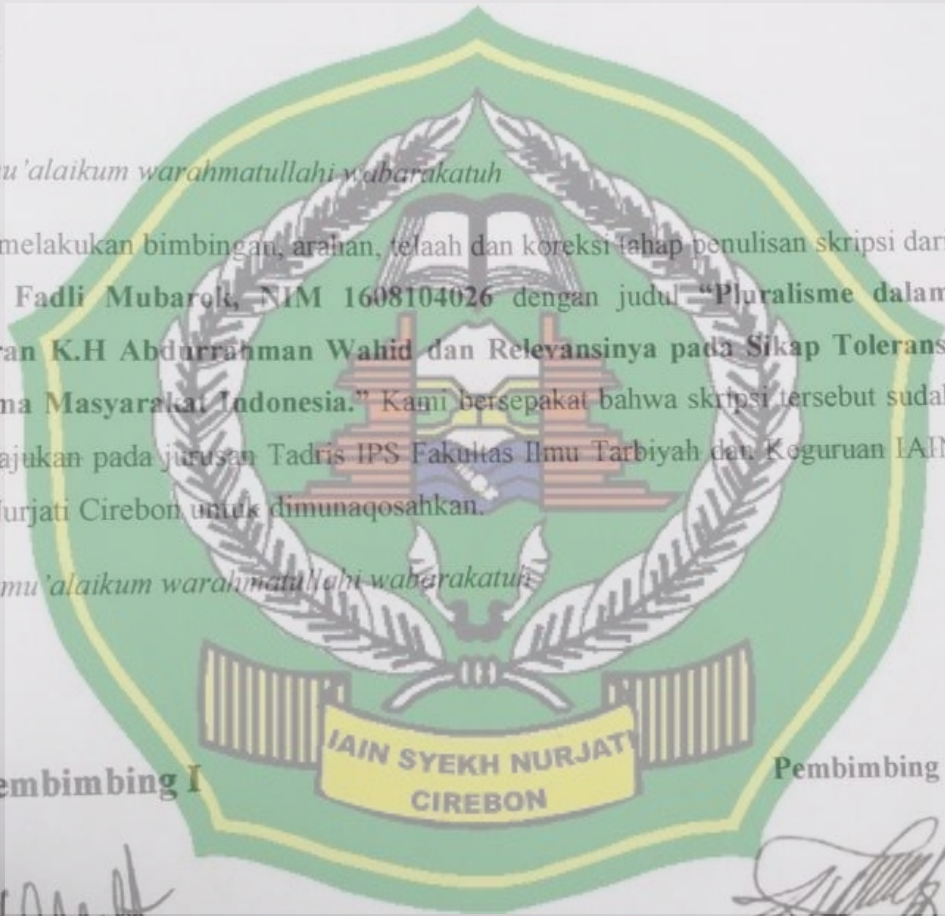 mu'alaikum warahmatullahi wabarakatuh
melakukan bimbingan, arahan, telaah dan koreksi tahap penulisan skripsi dari
Fadli Mubarok, NIM 1608104026 dengan judul "Pluralisme dalam
ran K.H Abdurrahman Wahid dan Relevansinya pada Sikap Toleransi
ma Masyarakat Indonesia." Kami bersepakat bahwa skripsi tersebut sudah
ajukan pada jurusan Tadris IPS Fakultas Ilmu Tarbiyah dan Keguruan IAIN
Nurjati Cirebon untuk dimunaqosahkan.
mu'alaikum warahmatullahi wabarakatuh
IAIN SYEKH NURJATI
CIREBON
embimbing I Pembimbing